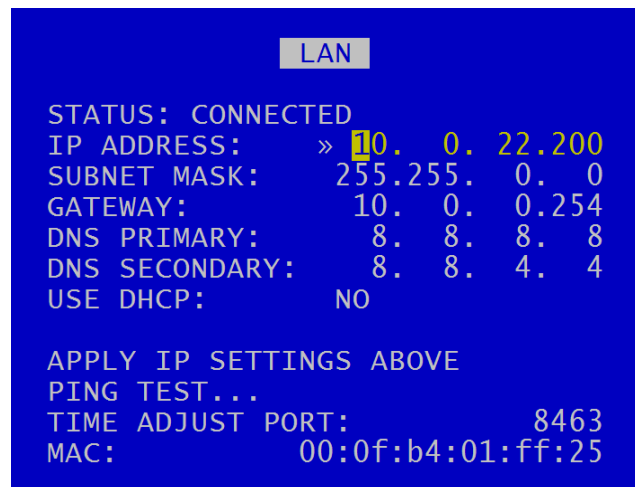 LAN
STATUS: CONNECTED
IP ADDRESS: » 10. 0. 22.200
SUBNET MASK: 255.255. 0. 0
GATEWAY: 10. 0. 0.254
DNS PRIMARY: 8. 8. 8. 8
DNS SECONDARY: 8. 8. 4. 4
USE DHCP: NO
APPLY IP SETTINGS ABOVE
PING TEST...
TIME ADJUST PORT: 8463
MAC: 00:0f:b4:01:ff:25